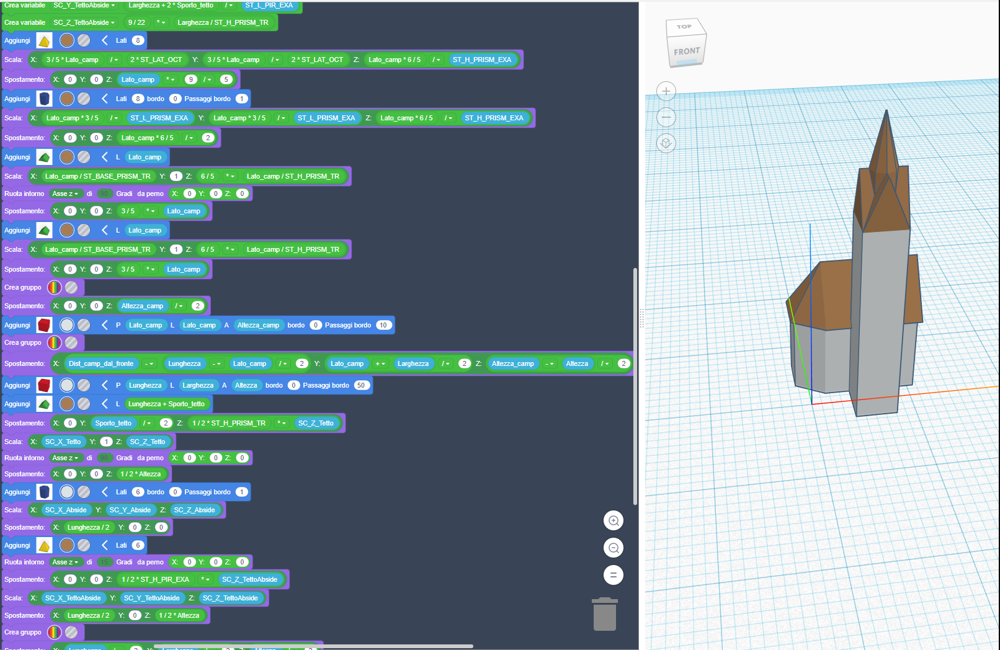 Crea variabile SC_Y_TettoAbside Larghezza + 2 * Sporto_tetto / ST_L_PIR_EXA
Crea variabile SC_Z_TettoAbside 9 / 22 * Larghezza / ST_H_PRISM_TR
Aggiungi Lati 8
Scala: X: 3 / 5 * Lato_camp / 2 * ST_LAT_OCT Y: 3 / 5 * Lato_camp / 2 * ST_LAT_OCT Z: Lato_camp * 6 / 5 / ST_H_PRISM_EXA
Spostamento: X: 0 Y: 0 Z: Lato_camp * 9 / 5
Aggiungi Lati 8 bordo 0 Passaggi bordo 1
Scala: X: Lato_camp * 3 / 5 / ST_L_PRISM_EXA Y: Lato_camp * 3 / 5 / ST_L_PRISM_EXA Z: Lato_camp * 6 / 5 / ST_H_PRISM_EXA
Spostamento: X: 0 Y: 0 Z: Lato_camp * 6 / 5 / 2
Aggiungi L Lato_camp
Scala: X: Lato_camp / ST_BASE_PRISM_TR Y: 1 Z: 6 / 5 * Lato_camp / ST_H_PRISM_TR
Ruota intorno Asse z di 90 Gradi da perno X: 0 Y: 0 Z: 0
Spostamento: X: 0 Y: 0 Z: 3 / 5 * Lato_camp
Aggiungi L Lato_camp
Scala: X: Lato_camp / ST_BASE_PRISM_TR Y: 1 Z: 6 / 5 * Lato_camp / ST_H_PRISM_TR
Spostamento: X: 0 Y: 0 Z: 3 / 5 * Lato_camp
Crea gruppo
Spostamento: X: 0 Y: 0 Z: Altezza_camp / 2
Aggiungi P Lato_camp L Lato_camp A Altezza_camp bordo 0 Passaggi bordo 10
Crea gruppo
Spostamento: X: Dist_camp_dal_fronte - Lunghezza - Lato_camp / 2 Y: Lato_camp + Larghezza / 2 Z: Altezza_camp - Altezza / 2
Aggiungi P Lunghezza L Larghezza A Altezza bordo 0 Passaggi bordo 50
Aggiungi L Lunghezza + Sporto_tetto
Spostamento: X: 0 Y: Sporto_tetto / 2 Z: 1 / 2 * ST_H_PRISM_TR * SC_Z_Tetto
Scala: X: SC_X_Tetto Y: 1 Z: SC_Z_Tetto
Ruota intorno Asse z di 90 Gradi da perno X: 0 Y: 0 Z: 0
Spostamento: X: 0 Y: 0 Z: 1 / 2 * Altezza
Aggiungi Lati 6 bordo 0 Passaggi bordo 1
Scala: X: SC_X_Abside Y: SC_Y_Abside Z: SC_Z_Abside
Spostamento: X: Lunghezza / 2 Y: 0 Z: 0
Aggiungi Lati 6
Ruota intorno Asse z di 15 Gradi da perno X: 0 Y: 0 Z: 0
Spostamento: X: 0 Y: 0 Z: 1 / 2 * ST_H_PIR_EXA * SC_Z_TettoAbside
Scala: X: SC_X_TettoAbside Y: SC_Y_TettoAbside Z: SC_Z_TettoAbside
Spostamento: X: Lunghezza / 2 Y: 0 Z: 1 / 2 * Altezza
Crea gruppo
TOP
FRONT